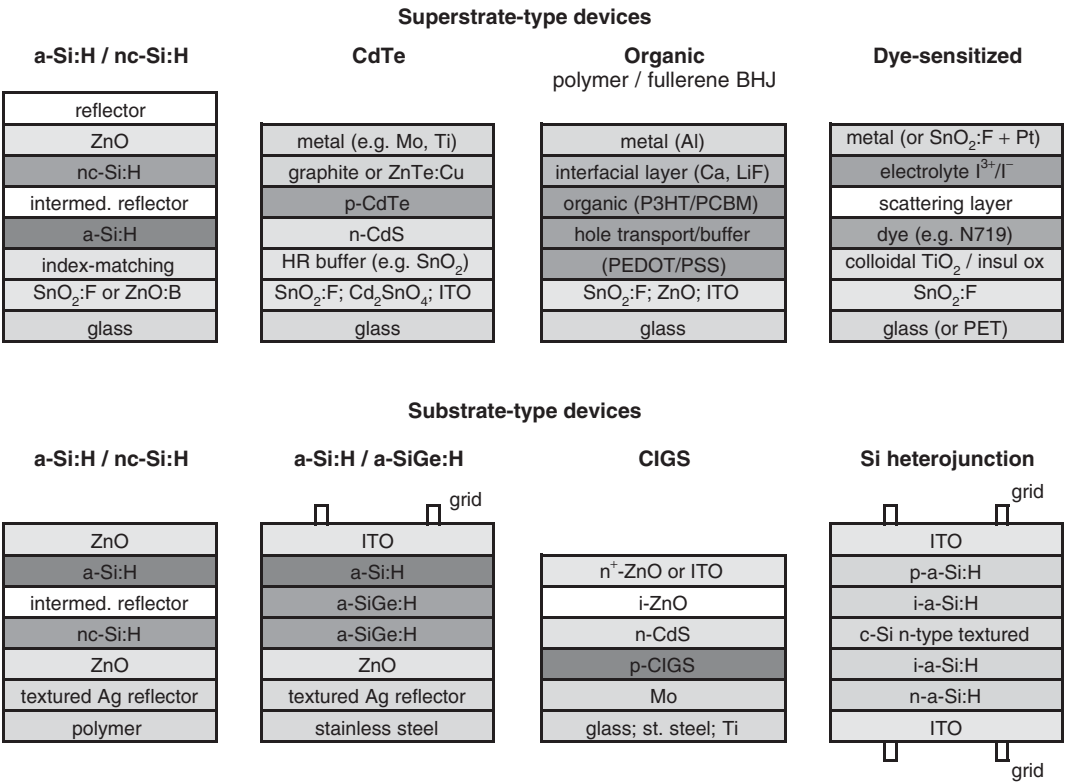 Superstrate-type devices
a-Si:H / nc-Si:H
reflector
ZnO
nc-Si:H
intermed. reflector
a-Si:H
index-matching
SnO₂:F or ZnO:B
glass
CdTe
metal (e.g. Mo, Ti)
graphite or ZnTe:Cu
p-CdTe
n-CdS
HR buffer (e.g. SnO₂)
SnO₂:F; Cd₂SnO₄; ITO
glass
Organic
polymer / fullerene BHJ
metal (Al)
interfacial layer (Ca, LiF)
organic (P3HT/PCBM)
hole transport/buffer
(PEDOT/PSS)
SnO₂:F; ZnO; ITO
glass
Dye-sensitized
metal (or SnO₂:F + Pt)
electrolyte I³⁺/I⁻
scattering layer
dye (e.g. N719)
colloidal TiO₂ / insul ox
SnO₂:F
glass (or PET)
Substrate-type devices
a-Si:H / nc-Si:H
ZnO
a-Si:H
intermed. reflector
nc-Si:H
ZnO
textured Ag reflector
polymer
a-Si:H / a-SiGe:H
grid
ITO
a-Si:H
a-SiGe:H
a-SiGe:H
ZnO
textured Ag reflector
stainless steel
CIGS
n⁺-ZnO or ITO
i-ZnO
n-CdS
p-CIGS
Mo
glass; st. steel; Ti
Si heterojunction
grid
ITO
p-a-Si:H
i-a-Si:H
c-Si n-type textured
i-a-Si:H
n-a-Si:H
ITO
grid